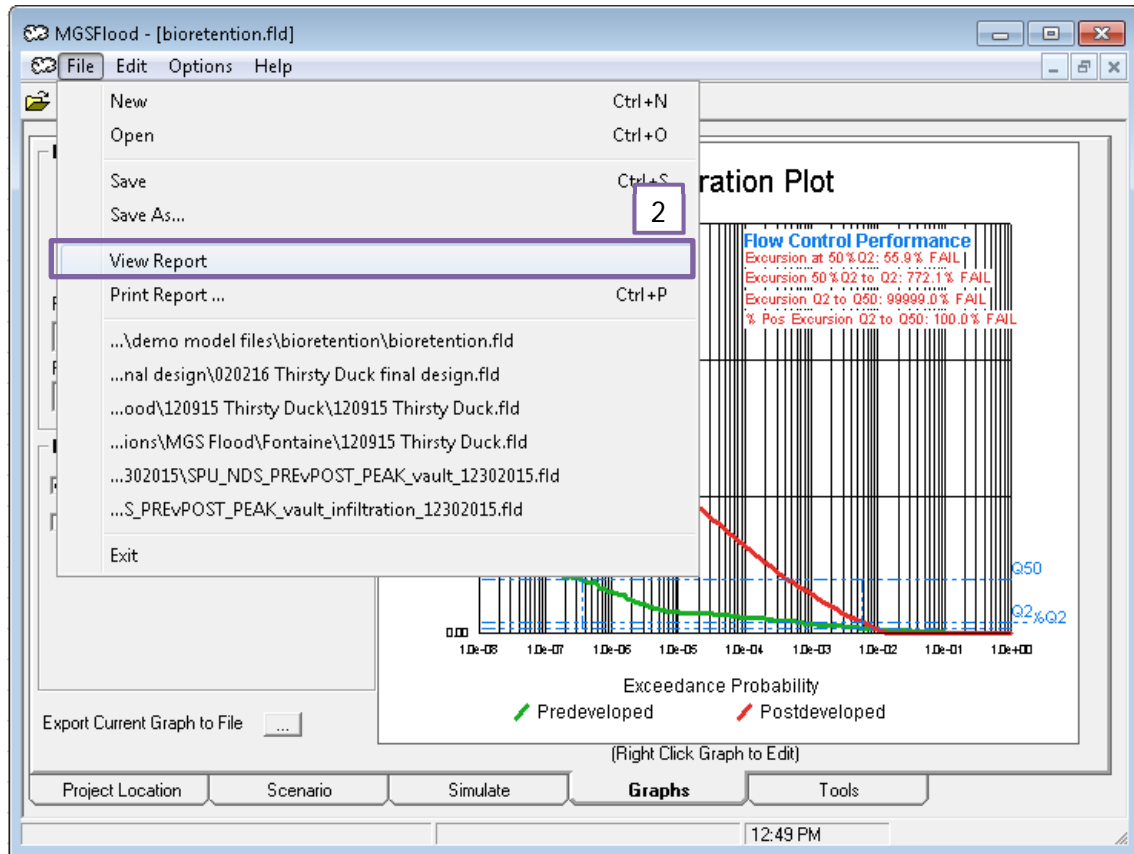 MGSFlood - [bioretention.fld]
File Edit Options Help
New Ctrl+N
Open Ctrl+O
Save Ctrl+S
Save As...
2
View Report
Print Report ... Ctrl+P
...\demo model files\bioretention\bioretention.fld
...nal design\020216 Thirsty Duck final design.fld
...ood\120915 Thirsty Duck\120915 Thirsty Duck.fld
...ions\MGS Flood\Fontaine\120915 Thirsty Duck.fld
...302015\SPU_NDS_PREvPOST_PEAK_vault_12302015.fld
...S_PREvPOST_PEAK_vault_infiltration_12302015.fld
Exit
ration Plot
Flow Control Performance
Excursion at 50%Q2: 55.9% FAIL
Excursion 50%Q2 to Q2: 772.1% FAIL
Excursion Q2 to Q50: 99999.0% FAIL
% Pos Excursion Q2 to Q50: 100.0% FAIL
Q50
Q2%Q2
0.00
1.0e-08 1.0e-07 1.0e-06 1.0e-05 1.0e-04 1.0e-03 1.0e-02 1.0e-01 1.0e+00
Exceedance Probability
Predeveloped Postdeveloped
(Right Click Graph to Edit)
Export Current Graph to File ...
Project Location Scenario Simulate Graphs Tools
12:49 PM